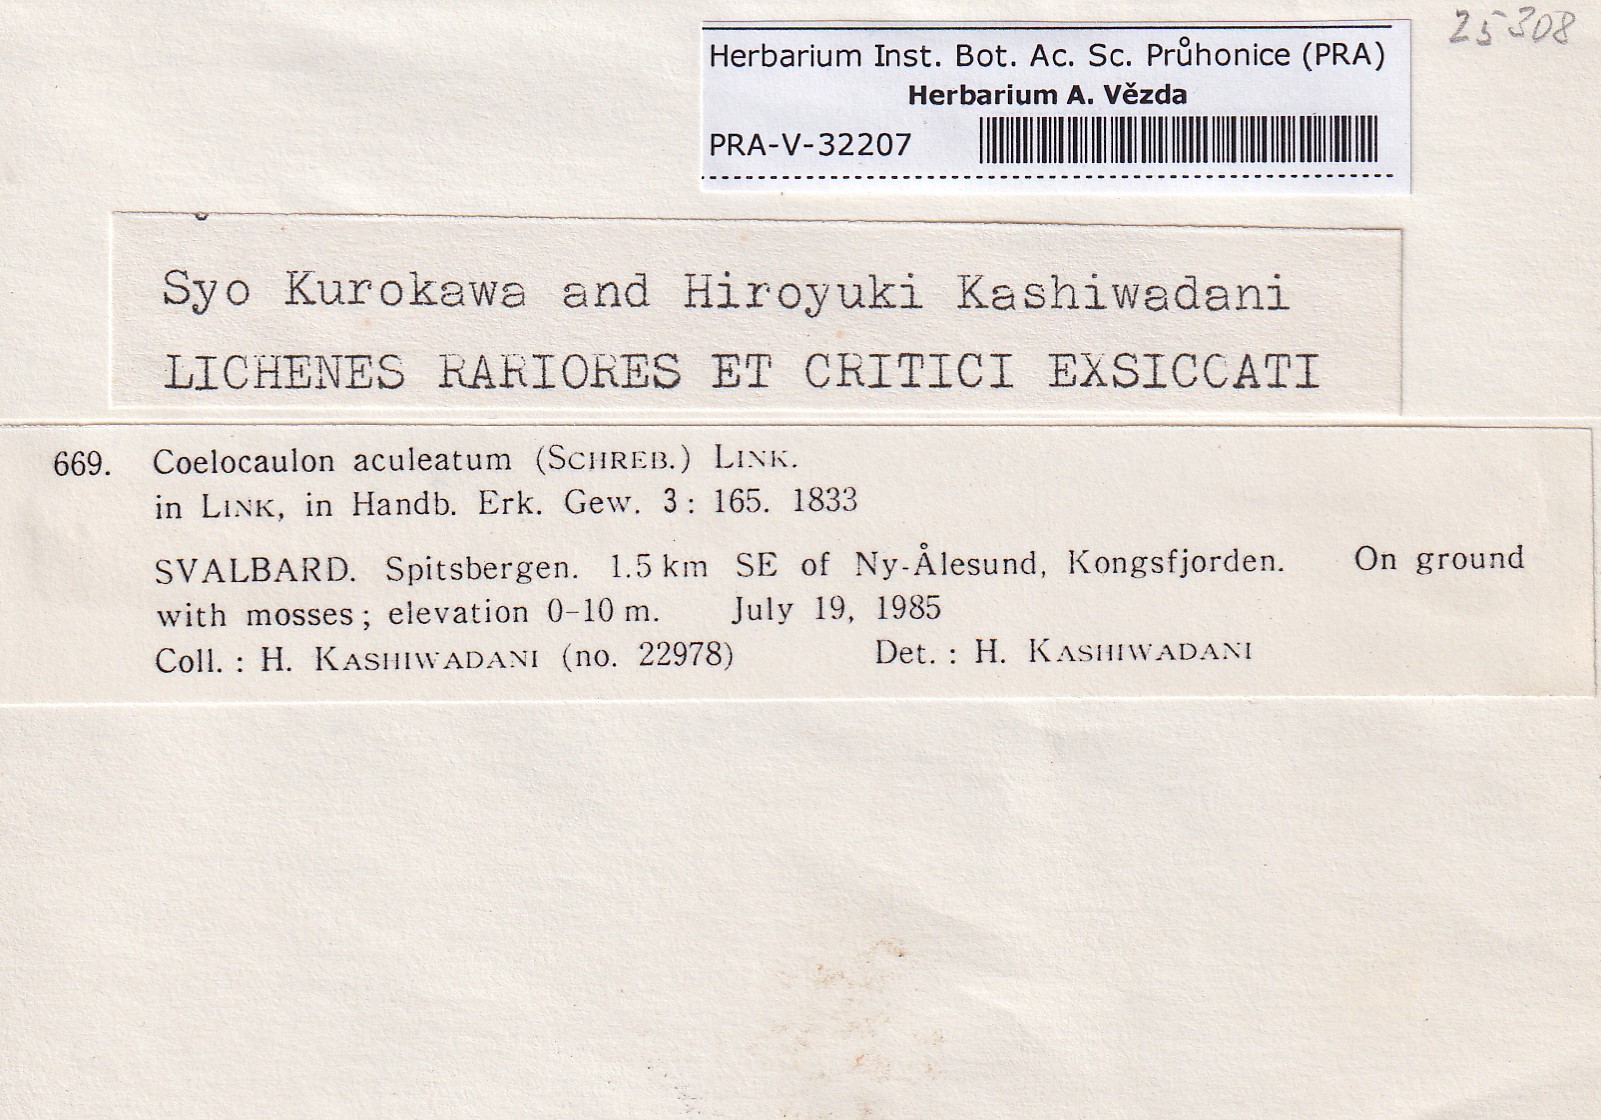 25308
Herbarium Inst. Bot. Ac. Sc. Průhonice (PRA)
Herbarium A. Vězda
PRA-V-32207
Syo Kurokawa and Hiroyuki Kashiwadani
LICHENES RARIORES ET CRITICI EXSICCATI
669. Coelocaulon aculeatum (SCHREB.) LINK.
in LINK, in Handb. Erk. Gew. 3 : 165. 1833
SVALBARD. Spitsbergen. 1.5 km SE of Ny-Ålesund, Kongsfjorden. On ground
with mosses ; elevation 0-10 m. July 19, 1985
Coll. : H. KASHIWADANI (no. 22978) Det. : H. KASHIWADANI